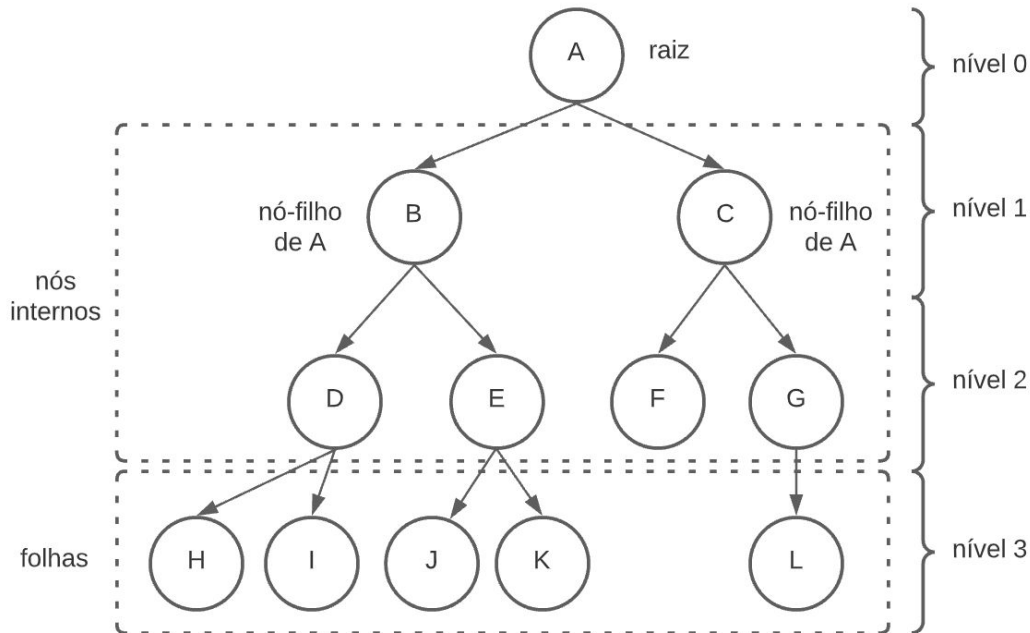 A
raiz
nível 0
nó-filho
de A
B
C
nó-filho
de A
nível 1
nós
internos
D
E
F
G
nível 2
folhas
H
I
J
K
L
nível 3